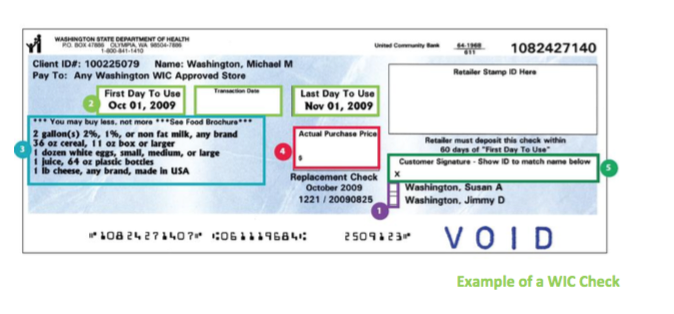 WASHINGTON STATE DEPARTMENT OF HEALTH
P.O. BOX 47886 OLYMPIA, WA 98504-7886
1-800-841-1410
United Community Bank
64-1968
611
1082427140
Client ID#: 100225079 Name: Washington, Michael M
Pay To: Any Washington WIC Approved Store
Retailer Stamp ID Here
First Day To Use
Oct 01, 2009
Transaction Date
Last Day To Use
Nov 01, 2009
2
*** You may buy less, not more ***See Food Brochure***
2 gallon(s) 2%, 1%, or non fat milk, any brand
36 oz cereal, 11 oz box or larger
1 dozen white eggs, small, medium, or large
1 juice, 64 oz plastic bottles
1 lb cheese, any brand, made in USA
3
Actual Purchase Price
$
4
Retailer must deposit this check within
60 days of "First Day To Use"
Customer Signature - Show ID to match name below
X
5
Replacement Check
October 2009
1221 / 20090825
Washington, Susan A
Washington, Jimmy D
1
⑈1082427140⑈ ⑆061119684⑆ 2509123⑈
VOID
Example of a WIC Check